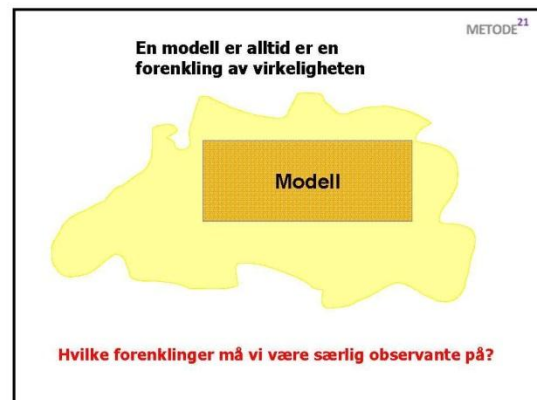 METODE21
En modell er alltid er en
forenkling av virkeligheten
Modell
Hvilke forenklinger må vi være særlig observante på?